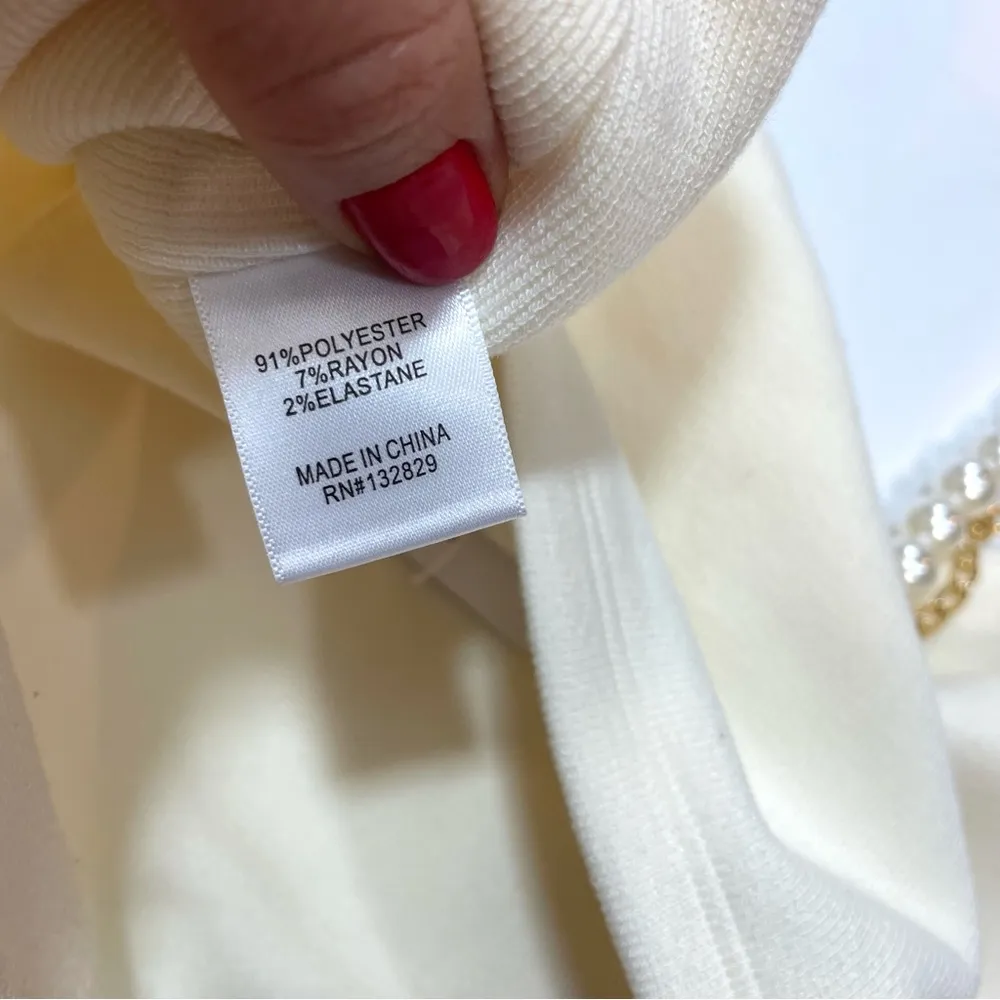 91%POLYESTER
7%RAYON
2%ELASTANE
MADE IN CHINA
RN#132829